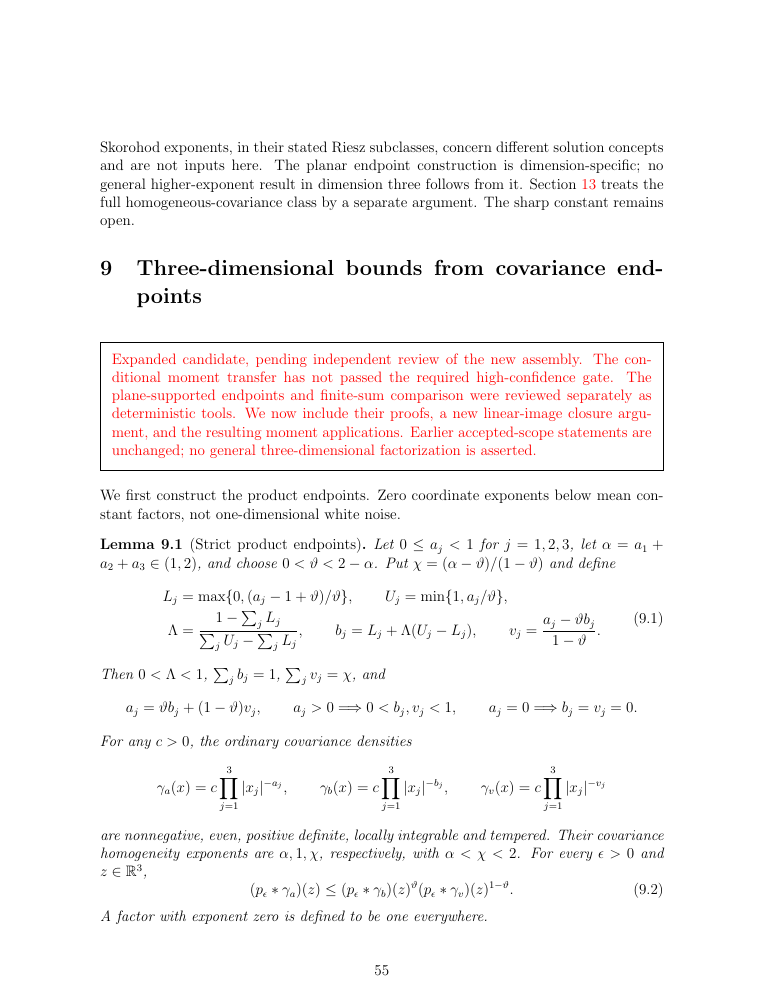 Skorohod exponents, in their stated Riesz subclasses, concern different solution concepts
and are not inputs here. The planar endpoint construction is dimension-specific; no
general higher-exponent result in dimension three follows from it. Section 13 treats the
full homogeneous-covariance class by a separate argument. The sharp constant remains
open.
9 Three-dimensional bounds from covariance end-
points
Expanded candidate, pending independent review of the new assembly. The con-
ditional moment transfer has not passed the required high-confidence gate. The
plane-supported endpoints and finite-sum comparison were reviewed separately as
deterministic tools. We now include their proofs, a new linear-image closure argu-
ment, and the resulting moment applications. Earlier accepted-scope statements are
unchanged; no general three-dimensional factorization is asserted.
We first construct the product endpoints. Zero coordinate exponents below mean con-
stant factors, not one-dimensional white noise.
Lemma 9.1 (Strict product endpoints). Let 0 ≤ a_j < 1 for j = 1, 2, 3, let α = a_1 +
a_2 + a_3 ∈ (1, 2), and choose 0 < ϑ < 2 − α. Put χ = (α − ϑ)/(1 − ϑ) and define
L_j = max{0, (a_j − 1 + ϑ)/ϑ}, U_j = min{1, a_j/ϑ},
Λ = \frac{1 − ∑_j L_j}{∑_j U_j − ∑_j L_j}, b_j = L_j + Λ(U_j − L_j), v_j = \frac{a_j − ϑb_j}{1 − ϑ}. (9.1)
Then 0 < Λ < 1, ∑_j b_j = 1, ∑_j v_j = χ, and
a_j = ϑb_j + (1 − ϑ)v_j, a_j > 0 ⟹ 0 < b_j, v_j < 1, a_j = 0 ⟹ b_j = v_j = 0.
For any c > 0, the ordinary covariance densities
γ_a(x) = c ∏_{j=1}^{3} |x_j|^{−a_j}, γ_b(x) = c ∏_{j=1}^{3} |x_j|^{−b_j}, γ_v(x) = c ∏_{j=1}^{3} |x_j|^{−v_j}
are nonnegative, even, positive definite, locally integrable and tempered. Their covariance
homogeneity exponents are α, 1, χ, respectively, with α < χ < 2. For every ϵ > 0 and
z ∈ ℝ^3,
(p_ϵ ∗ γ_a)(z) ≤ (p_ϵ ∗ γ_b)(z)^ϑ (p_ϵ ∗ γ_v)(z)^{1−ϑ}. (9.2)
A factor with exponent zero is defined to be one everywhere.
55